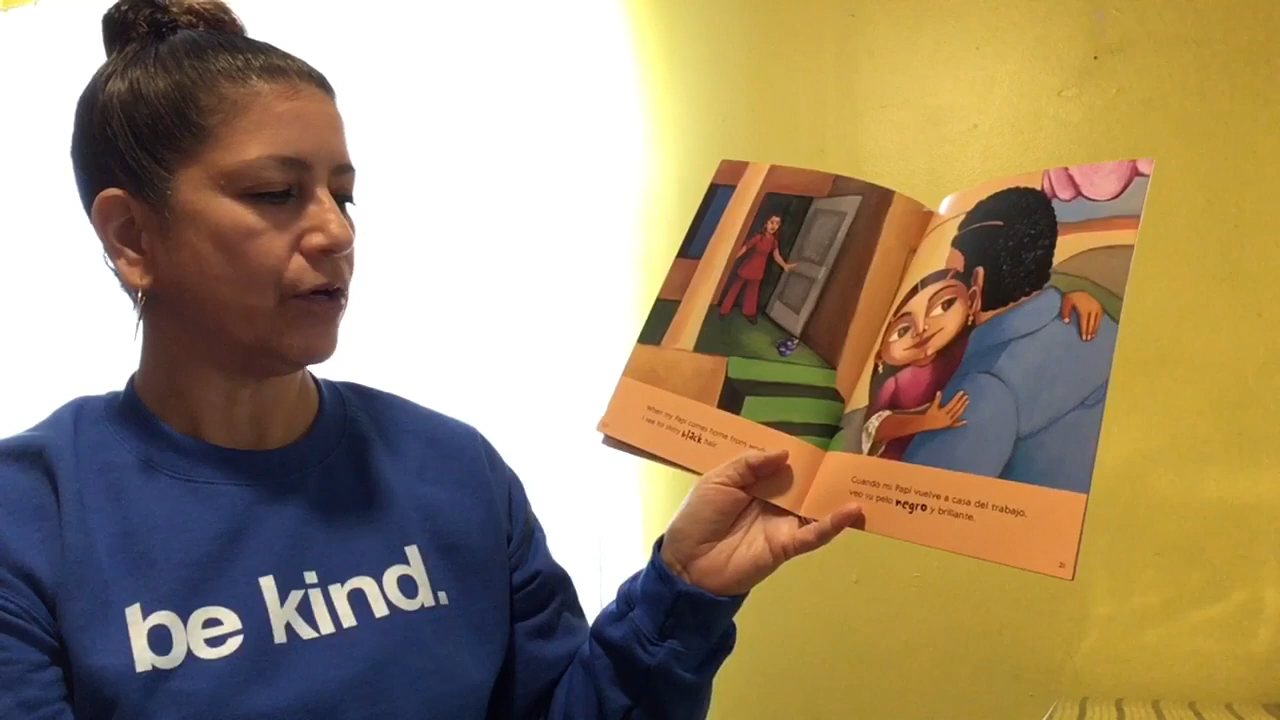 be kind.
When my Papi comes home from work
I see his shiny black hair.
Cuando mi Papi vuelve a casa del trabajo,
veo su pelo negro y brillante.
21